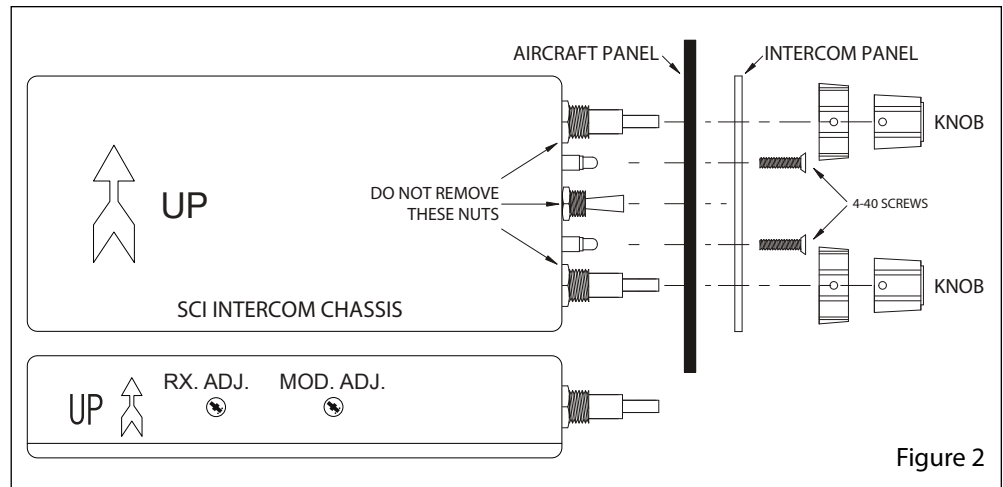 AIRCRAFT PANEL
INTERCOM PANEL
KNOB
DO NOT REMOVE
THESE NUTS
UP
4-40 SCREWS
KNOB
SCI INTERCOM CHASSIS
RX. ADJ.
MOD. ADJ.
UP
Figure 2